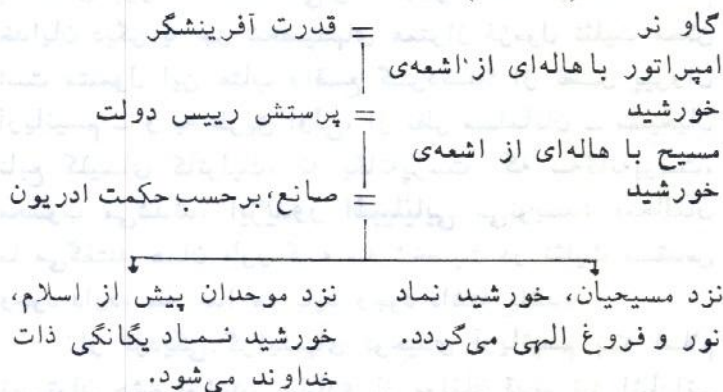 گاو نر = قدرت آفرینشگر
امپراتور با هاله‌ای از اشعه‌ی
خورشید = پرستش رییس دولت
مسیح با هاله‌ای از اشعه‌ی
خورشید = صانع، برحسب حکمت ادریون
نزد مسیحیان، خورشید نماد
نور و فروغ الهی می‌گردد.
نزد موحدان پیش از اسلام،
خورشید نماد یگانگی ذات
خداوند می‌شود.